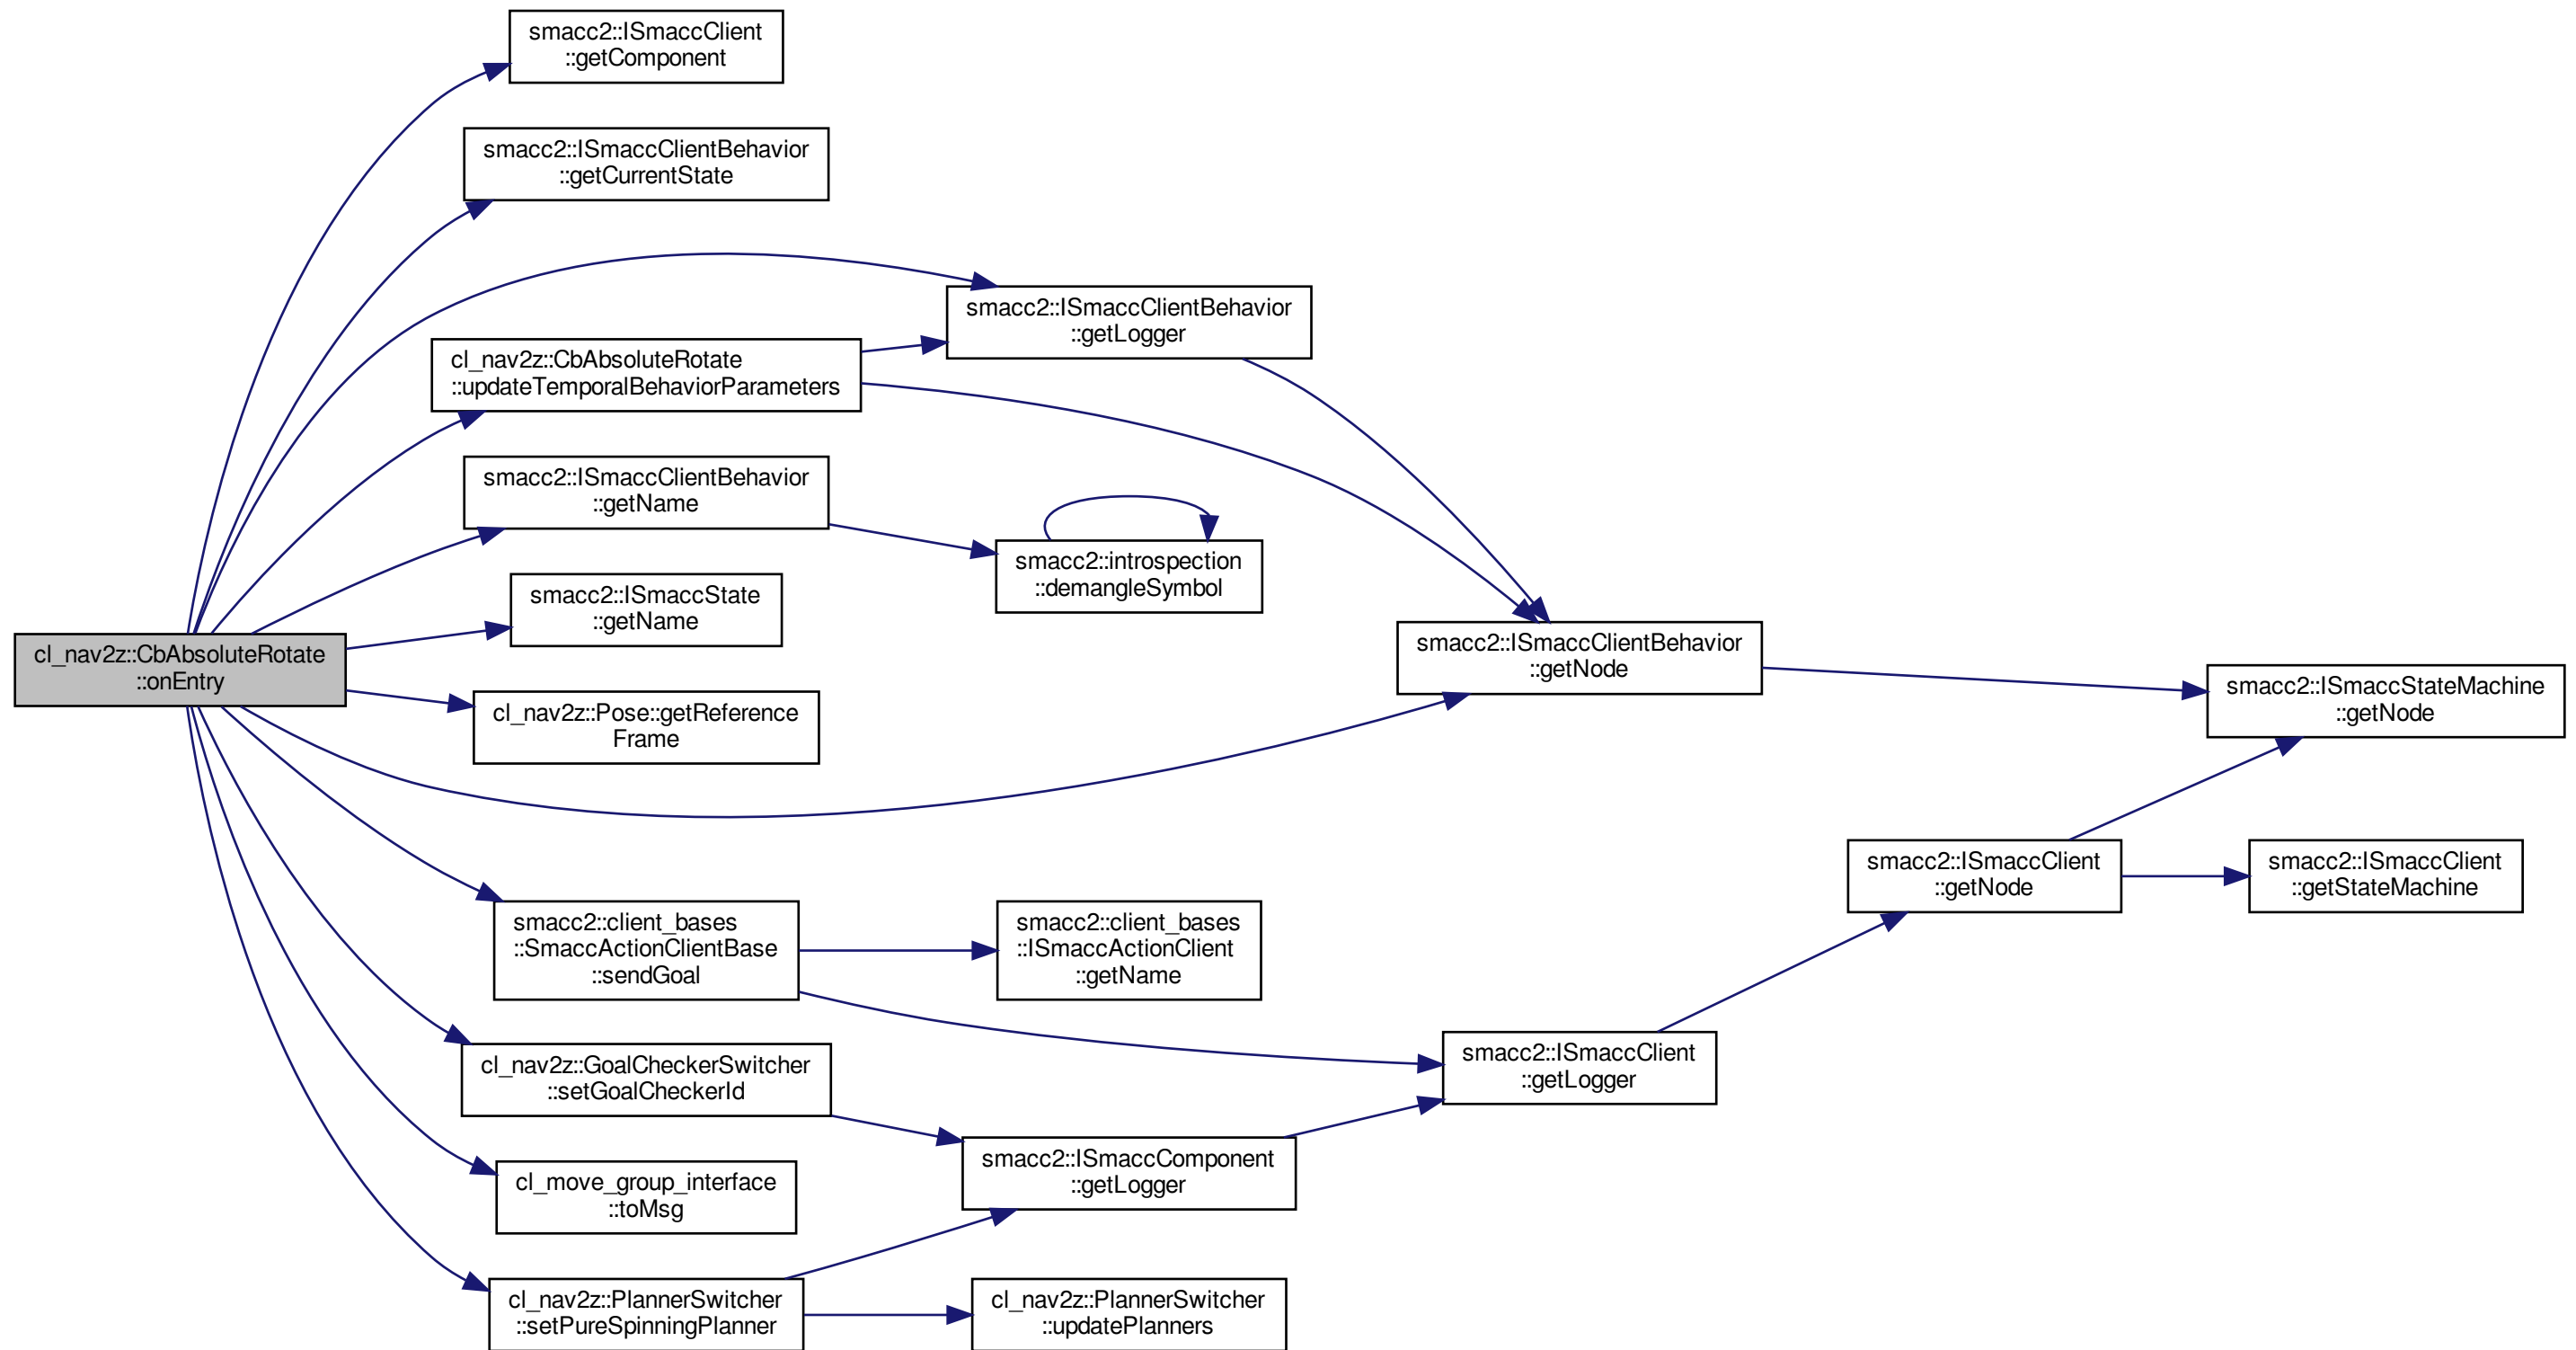 smacc2::ISmaccClient
::getComponent
smacc2::ISmaccClientBehavior
::getCurrentState
smacc2::ISmaccClientBehavior
::getLogger
cl_nav2z::CbAbsoluteRotate
::updateTemporalBehaviorParameters
smacc2::ISmaccClientBehavior
::getName
smacc2::introspection
::demangleSymbol
smacc2::ISmaccState
::getName
cl_nav2z::CbAbsoluteRotate
::onEntry
smacc2::ISmaccClientBehavior
::getNode
smacc2::ISmaccStateMachine
::getNode
cl_nav2z::Pose::getReference
Frame
smacc2::ISmaccClient
::getNode
smacc2::ISmaccClient
::getStateMachine
smacc2::client_bases
::SmaccActionClientBase
::sendGoal
smacc2::client_bases
::ISmaccActionClient
::getName
smacc2::ISmaccClient
::getLogger
cl_nav2z::GoalCheckerSwitcher
::setGoalCheckerId
smacc2::ISmaccComponent
::getLogger
cl_move_group_interface
::toMsg
cl_nav2z::PlannerSwitcher
::setPureSpinningPlanner
cl_nav2z::PlannerSwitcher
::updatePlanners